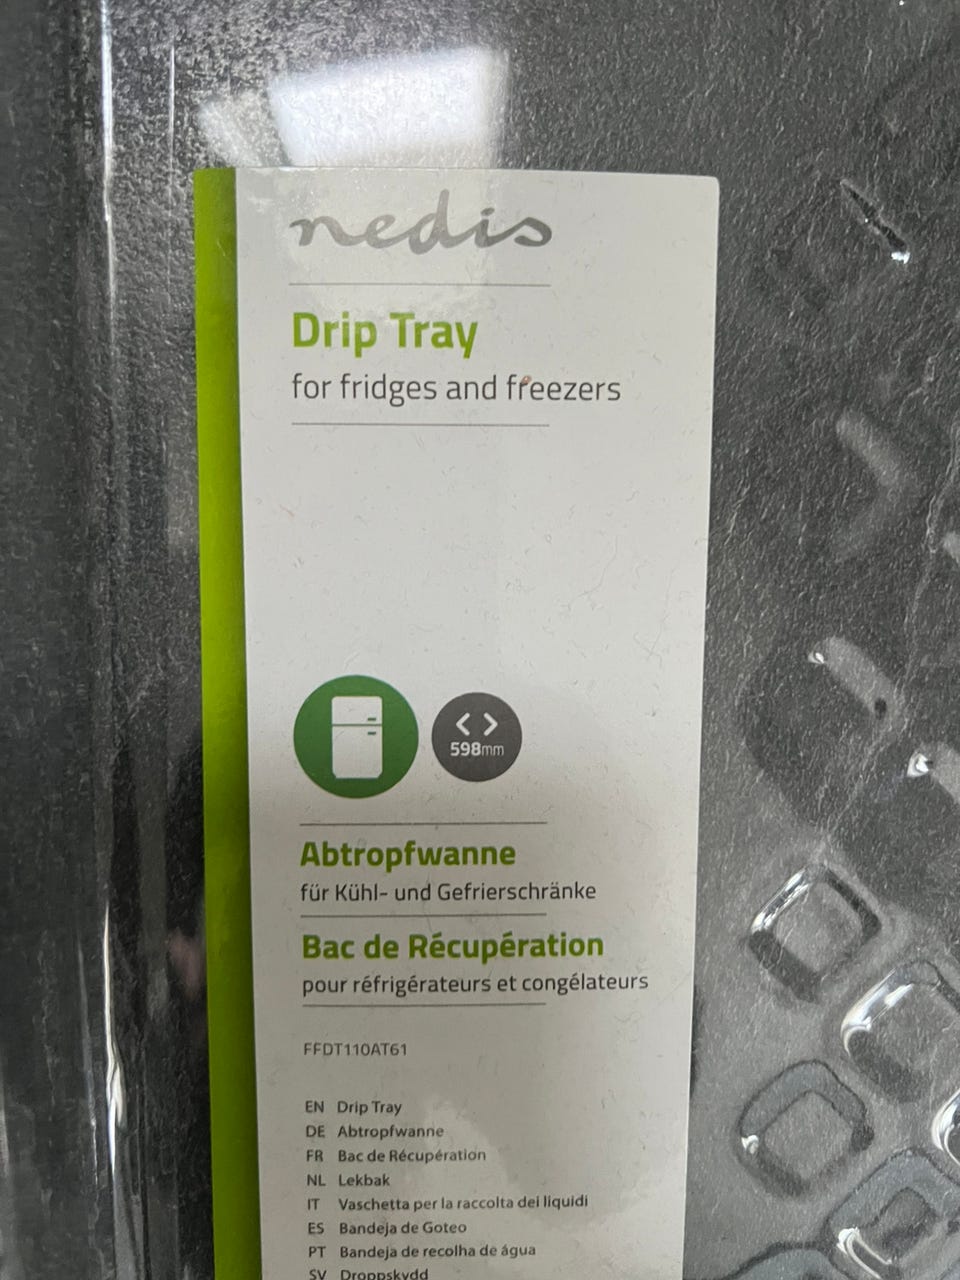 nedis
Drip Tray
for fridges and freezers
598mm
Abtropfwanne
für Kühl- und Gefrierschränke
Bac de Récupération
pour réfrigérateurs et congélateurs
FFDT110AT61
EN Drip Tray
DE Abtropfwanne
FR Bac de Récupération
NL Lekbak
IT Vaschetta per la raccolta dei liquidi
ES Bandeja de Goteo
PT Bandeja de recolha de água
SV Droppskydd